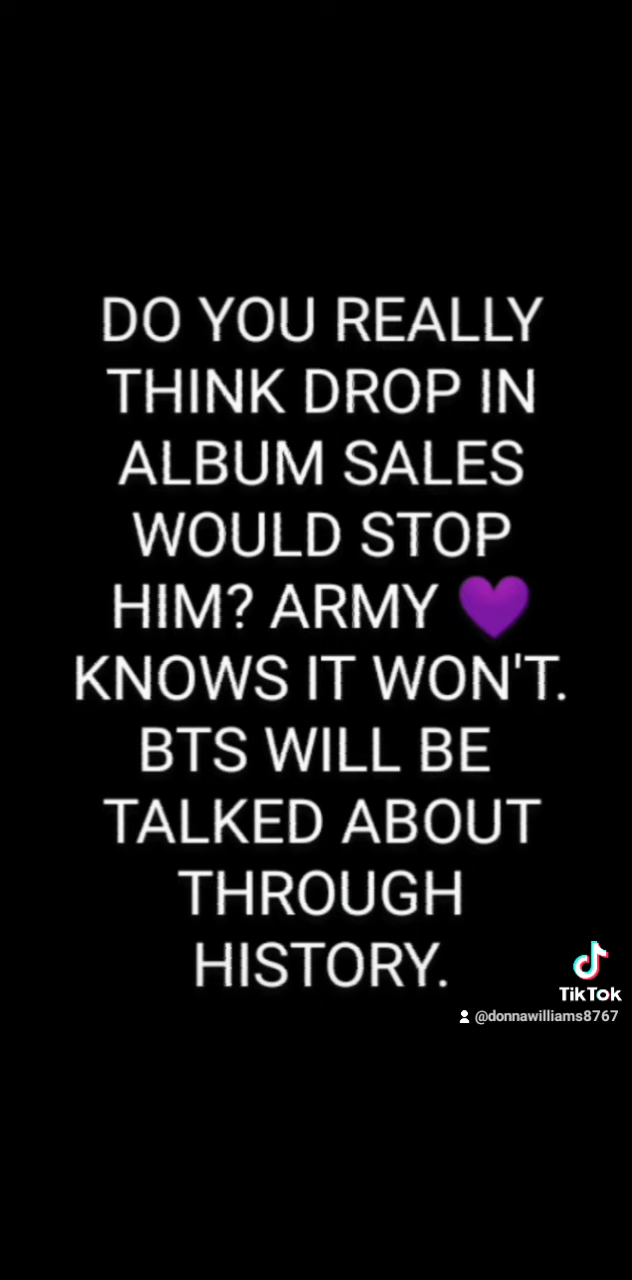 DO YOU REALLY
THINK DROP IN
ALBUM SALES
WOULD STOP
HIM? ARMY 💜
KNOWS IT WON'T.
BTS WILL BE
TALKED ABOUT
THROUGH
HISTORY.
TikTok
@donnawilliams8767